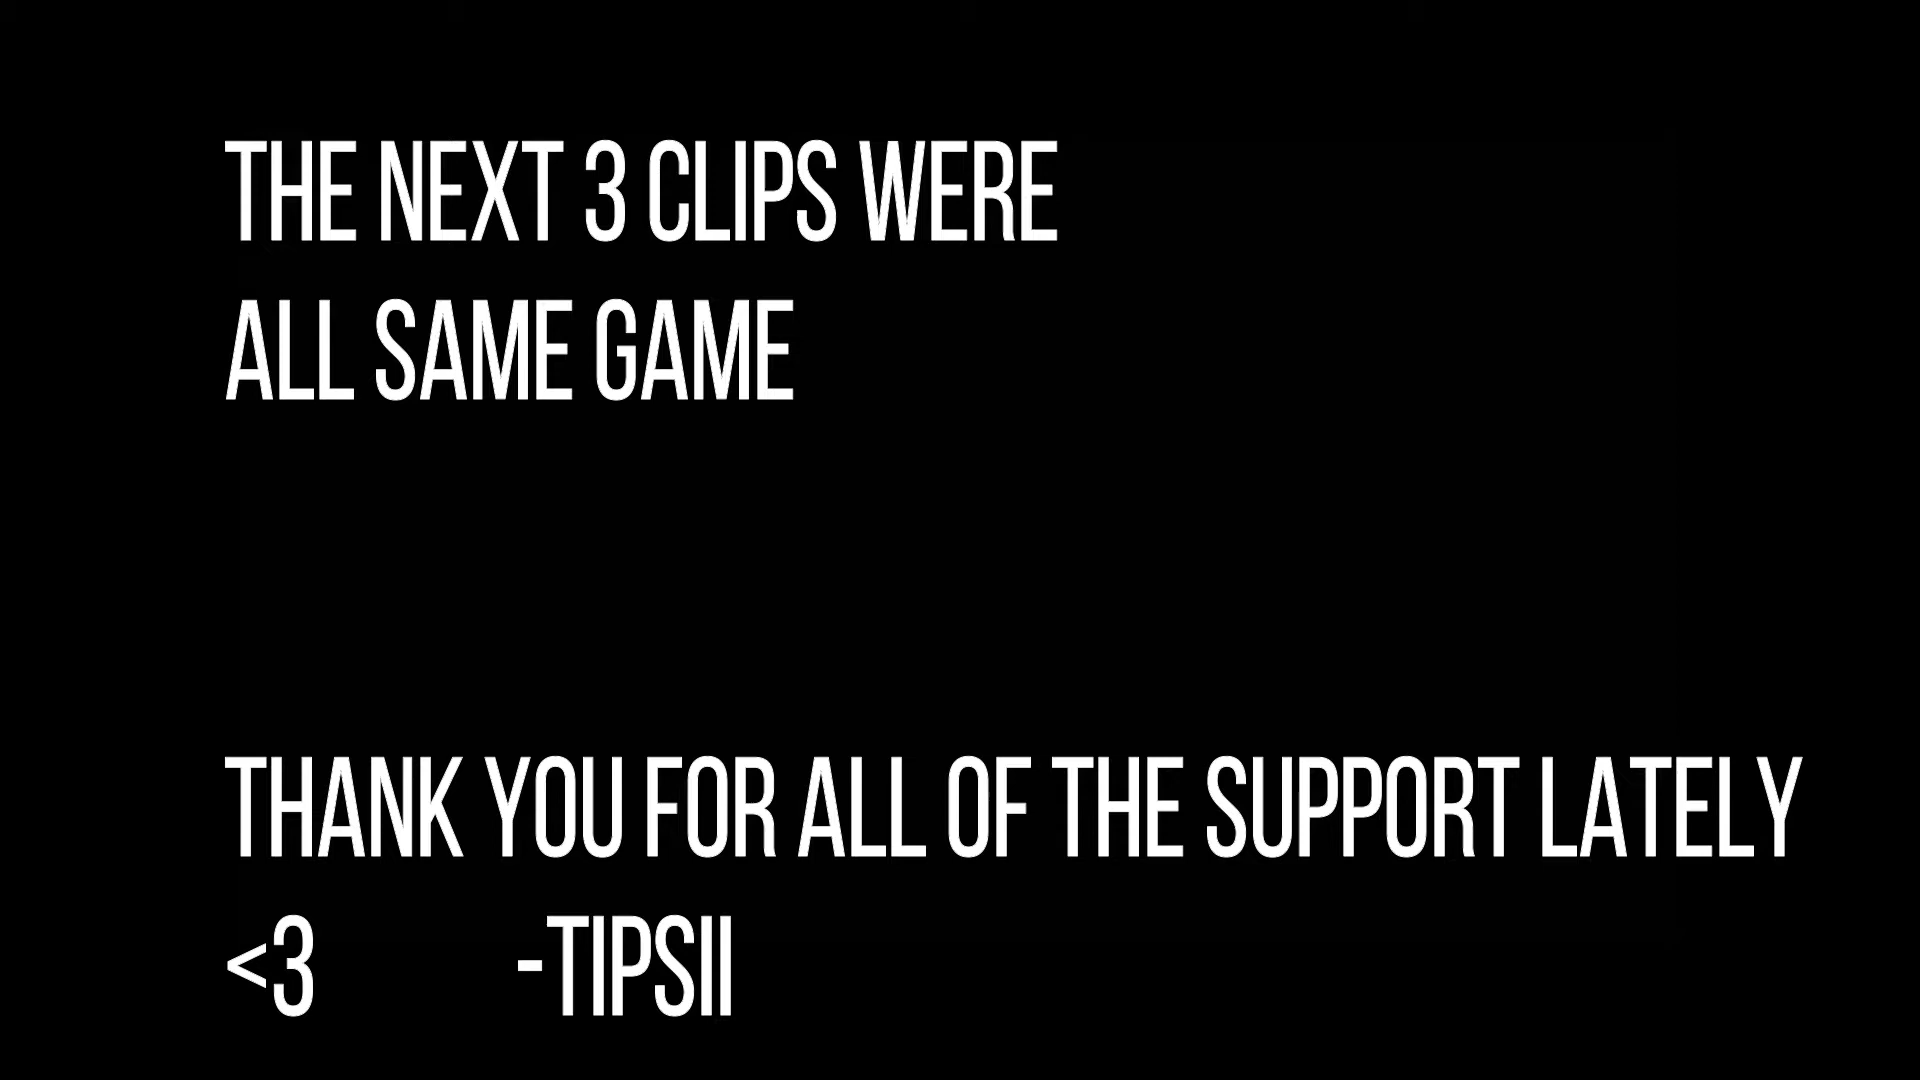 THE NEXT 3 CLIPS WERE
ALL SAME GAME
THANK YOU FOR ALL OF THE SUPPORT LATELY
<3 -TIPSII